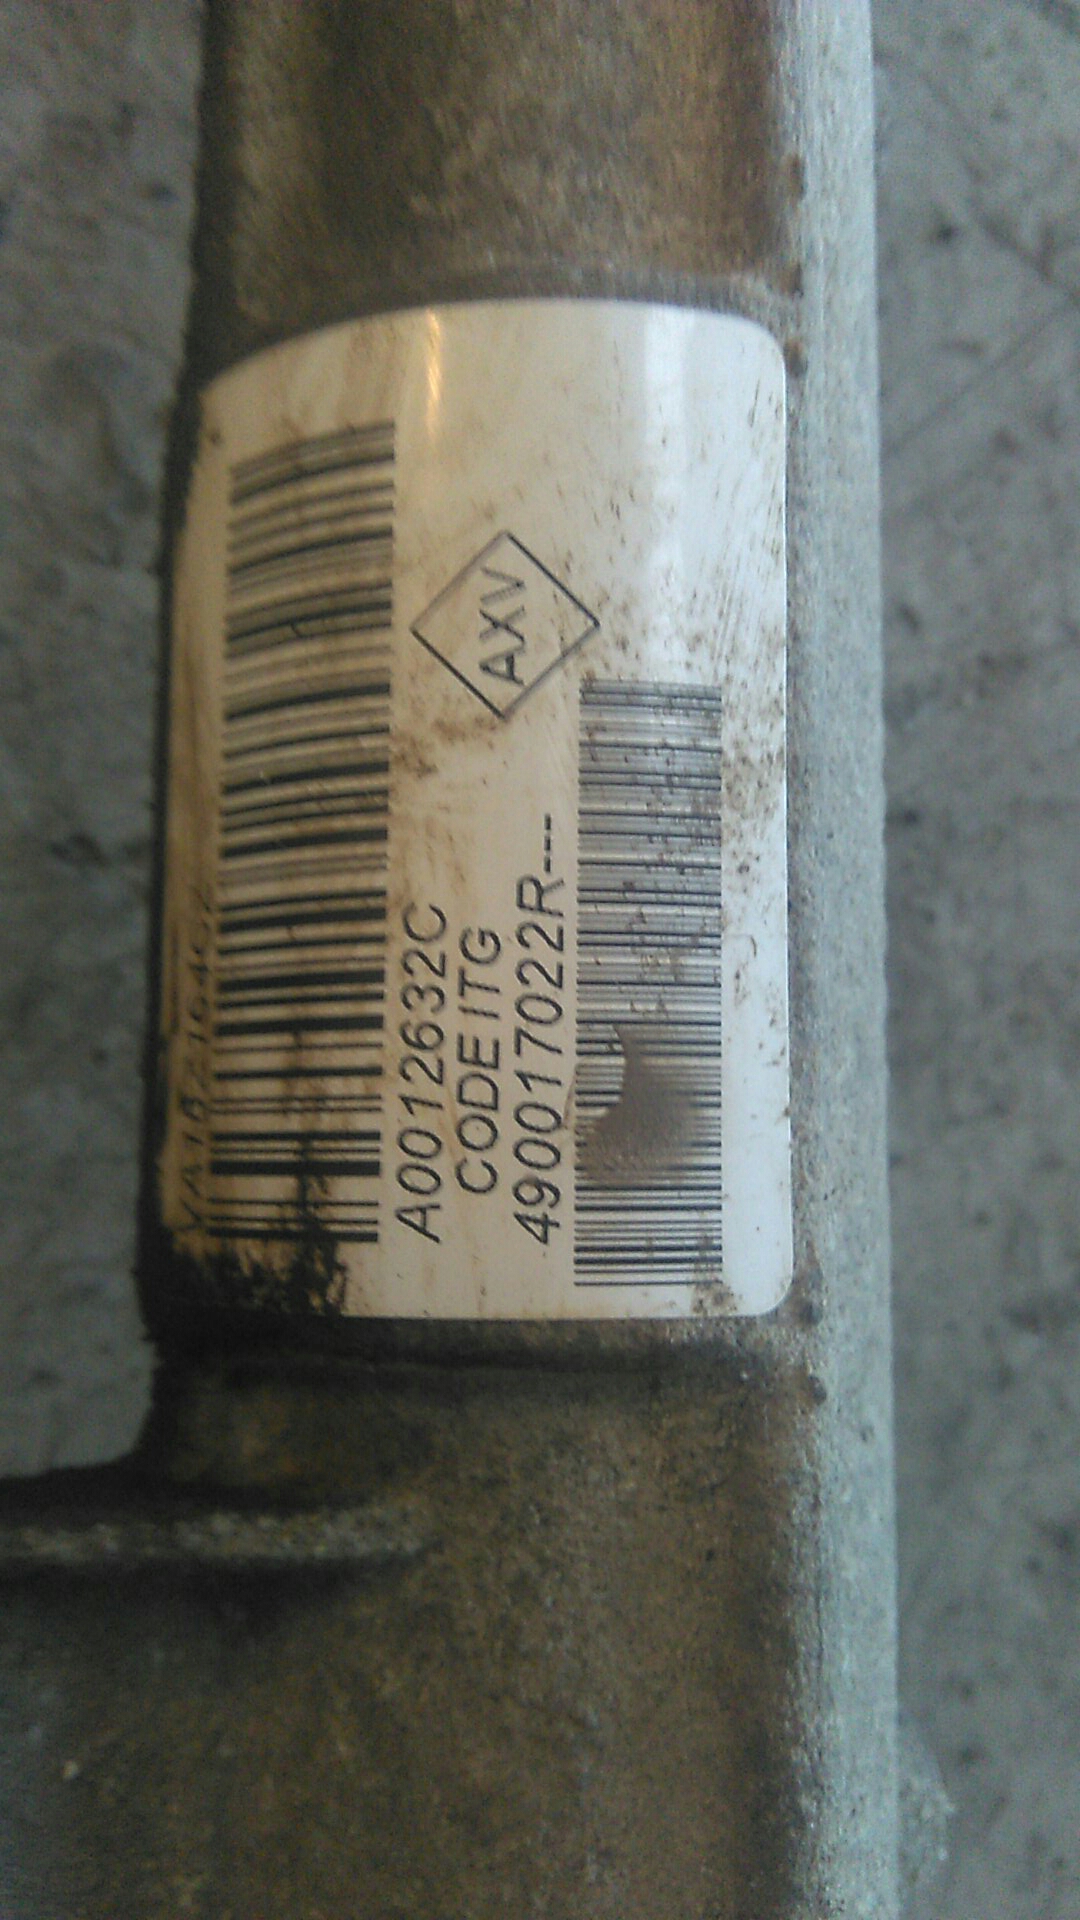 A0012632C
CODE ITG
490017022R---
AXV